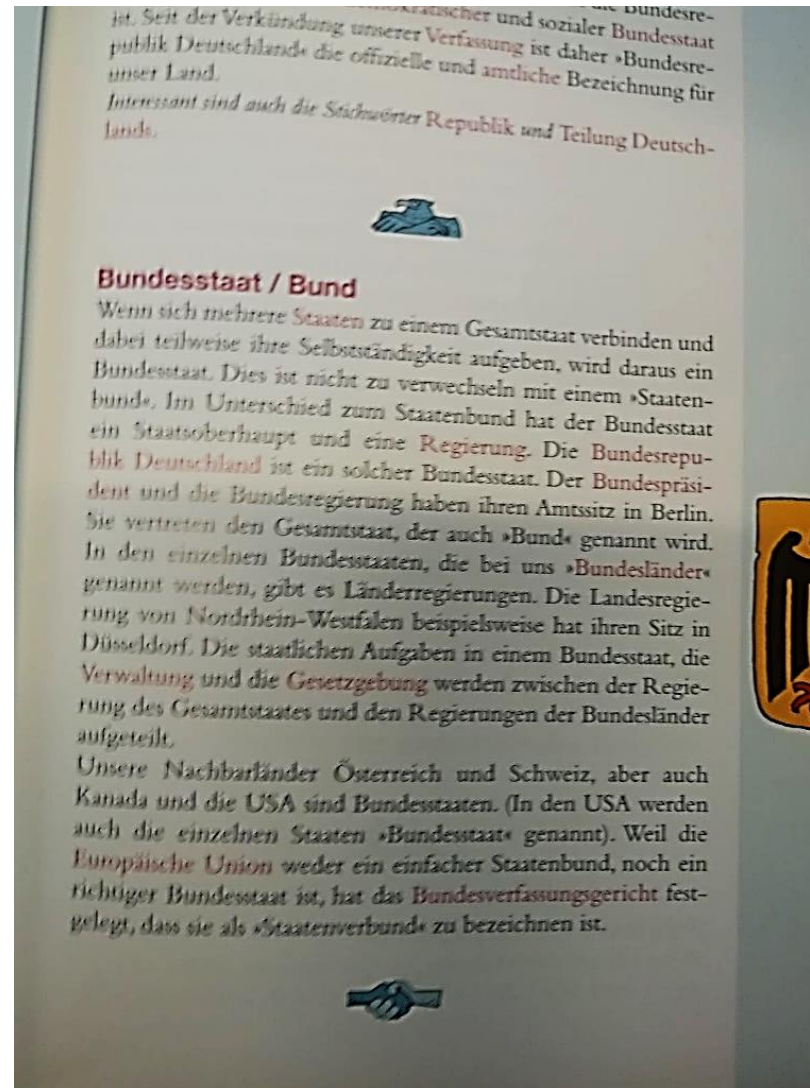 Bundesre-
ist. Seit der Verkündung unserer Verfassung ist daher »Bundesre-
publik Deutschland« die offizielle und amtliche Bezeichnung für
unser Land.
Interessant sind auch die Stichwörter Republik und Teilung Deutsch-
lands.
Bundesstaat / Bund
Wenn sich mehrere Staaten zu einem Gesamtstaat verbinden und
dabei teilweise ihre Selbstständigkeit aufgeben, wird daraus ein
Bundesstaat. Dies ist nicht zu verwechseln mit einem »Staaten-
bund«. Im Unterschied zum Staatenbund hat der Bundesstaat
ein Staatsoberhaupt und eine Regierung. Die Bundesrepu-
blik Deutschland ist ein solcher Bundesstaat. Der Bundespräsi-
dent und die Bundesregierung haben ihren Amtssitz in Berlin.
Sie vertreten den Gesamtstaat, der auch »Bund« genannt wird.
In den einzelnen Bundesstaaten, die bei uns »Bundesländer«
genannt werden, gibt es Länderregierungen. Die Landesregie-
rung von Nordrhein-Westfalen beispielsweise hat ihren Sitz in
Düsseldorf. Die staatlichen Aufgaben in einem Bundesstaat, die
Verwaltung und die Gesetzgebung werden zwischen der Regie-
rung des Gesamtstaates und den Regierungen der Bundesländer
aufgeteilt.
Unsere Nachbarländer Österreich und Schweiz, aber auch
Kanada und die USA sind Bundesstaaten. (In den USA werden
auch die einzelnen Staaten »Bundesstaat« genannt). Weil die
Europäische Union weder ein einfacher Staatenbund, noch ein
richtiger Bundesstaat ist, hat das Bundesverfassungsgericht fest-
gelegt, dass sie als »Staatenverbund« zu bezeichnen ist.